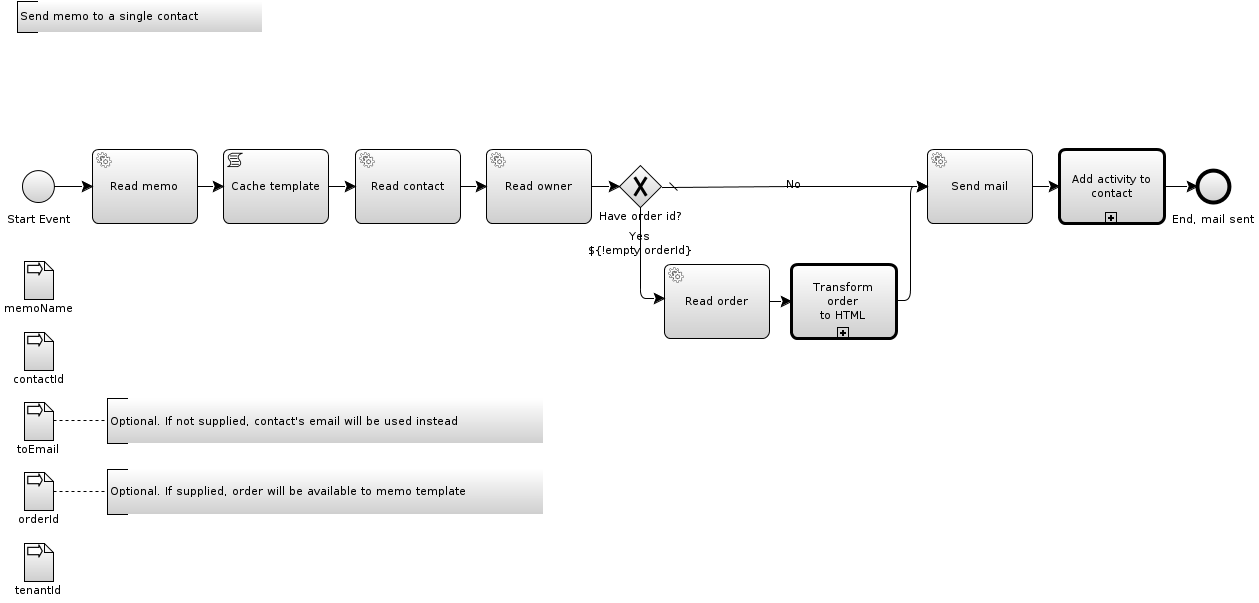 Send memo to a single contact
Read memo
Cache template
Read contact
Read owner
No
Send mail
Add activity to
contact
Start Event
Have order id?
End, mail sent
Yes
${!empty orderId}
Read order
Transform
order
to HTML
memoName
contactId
Optional. If not supplied, contact's email will be used instead
toEmail
Optional. If supplied, order will be available to memo template
orderId
tenantId